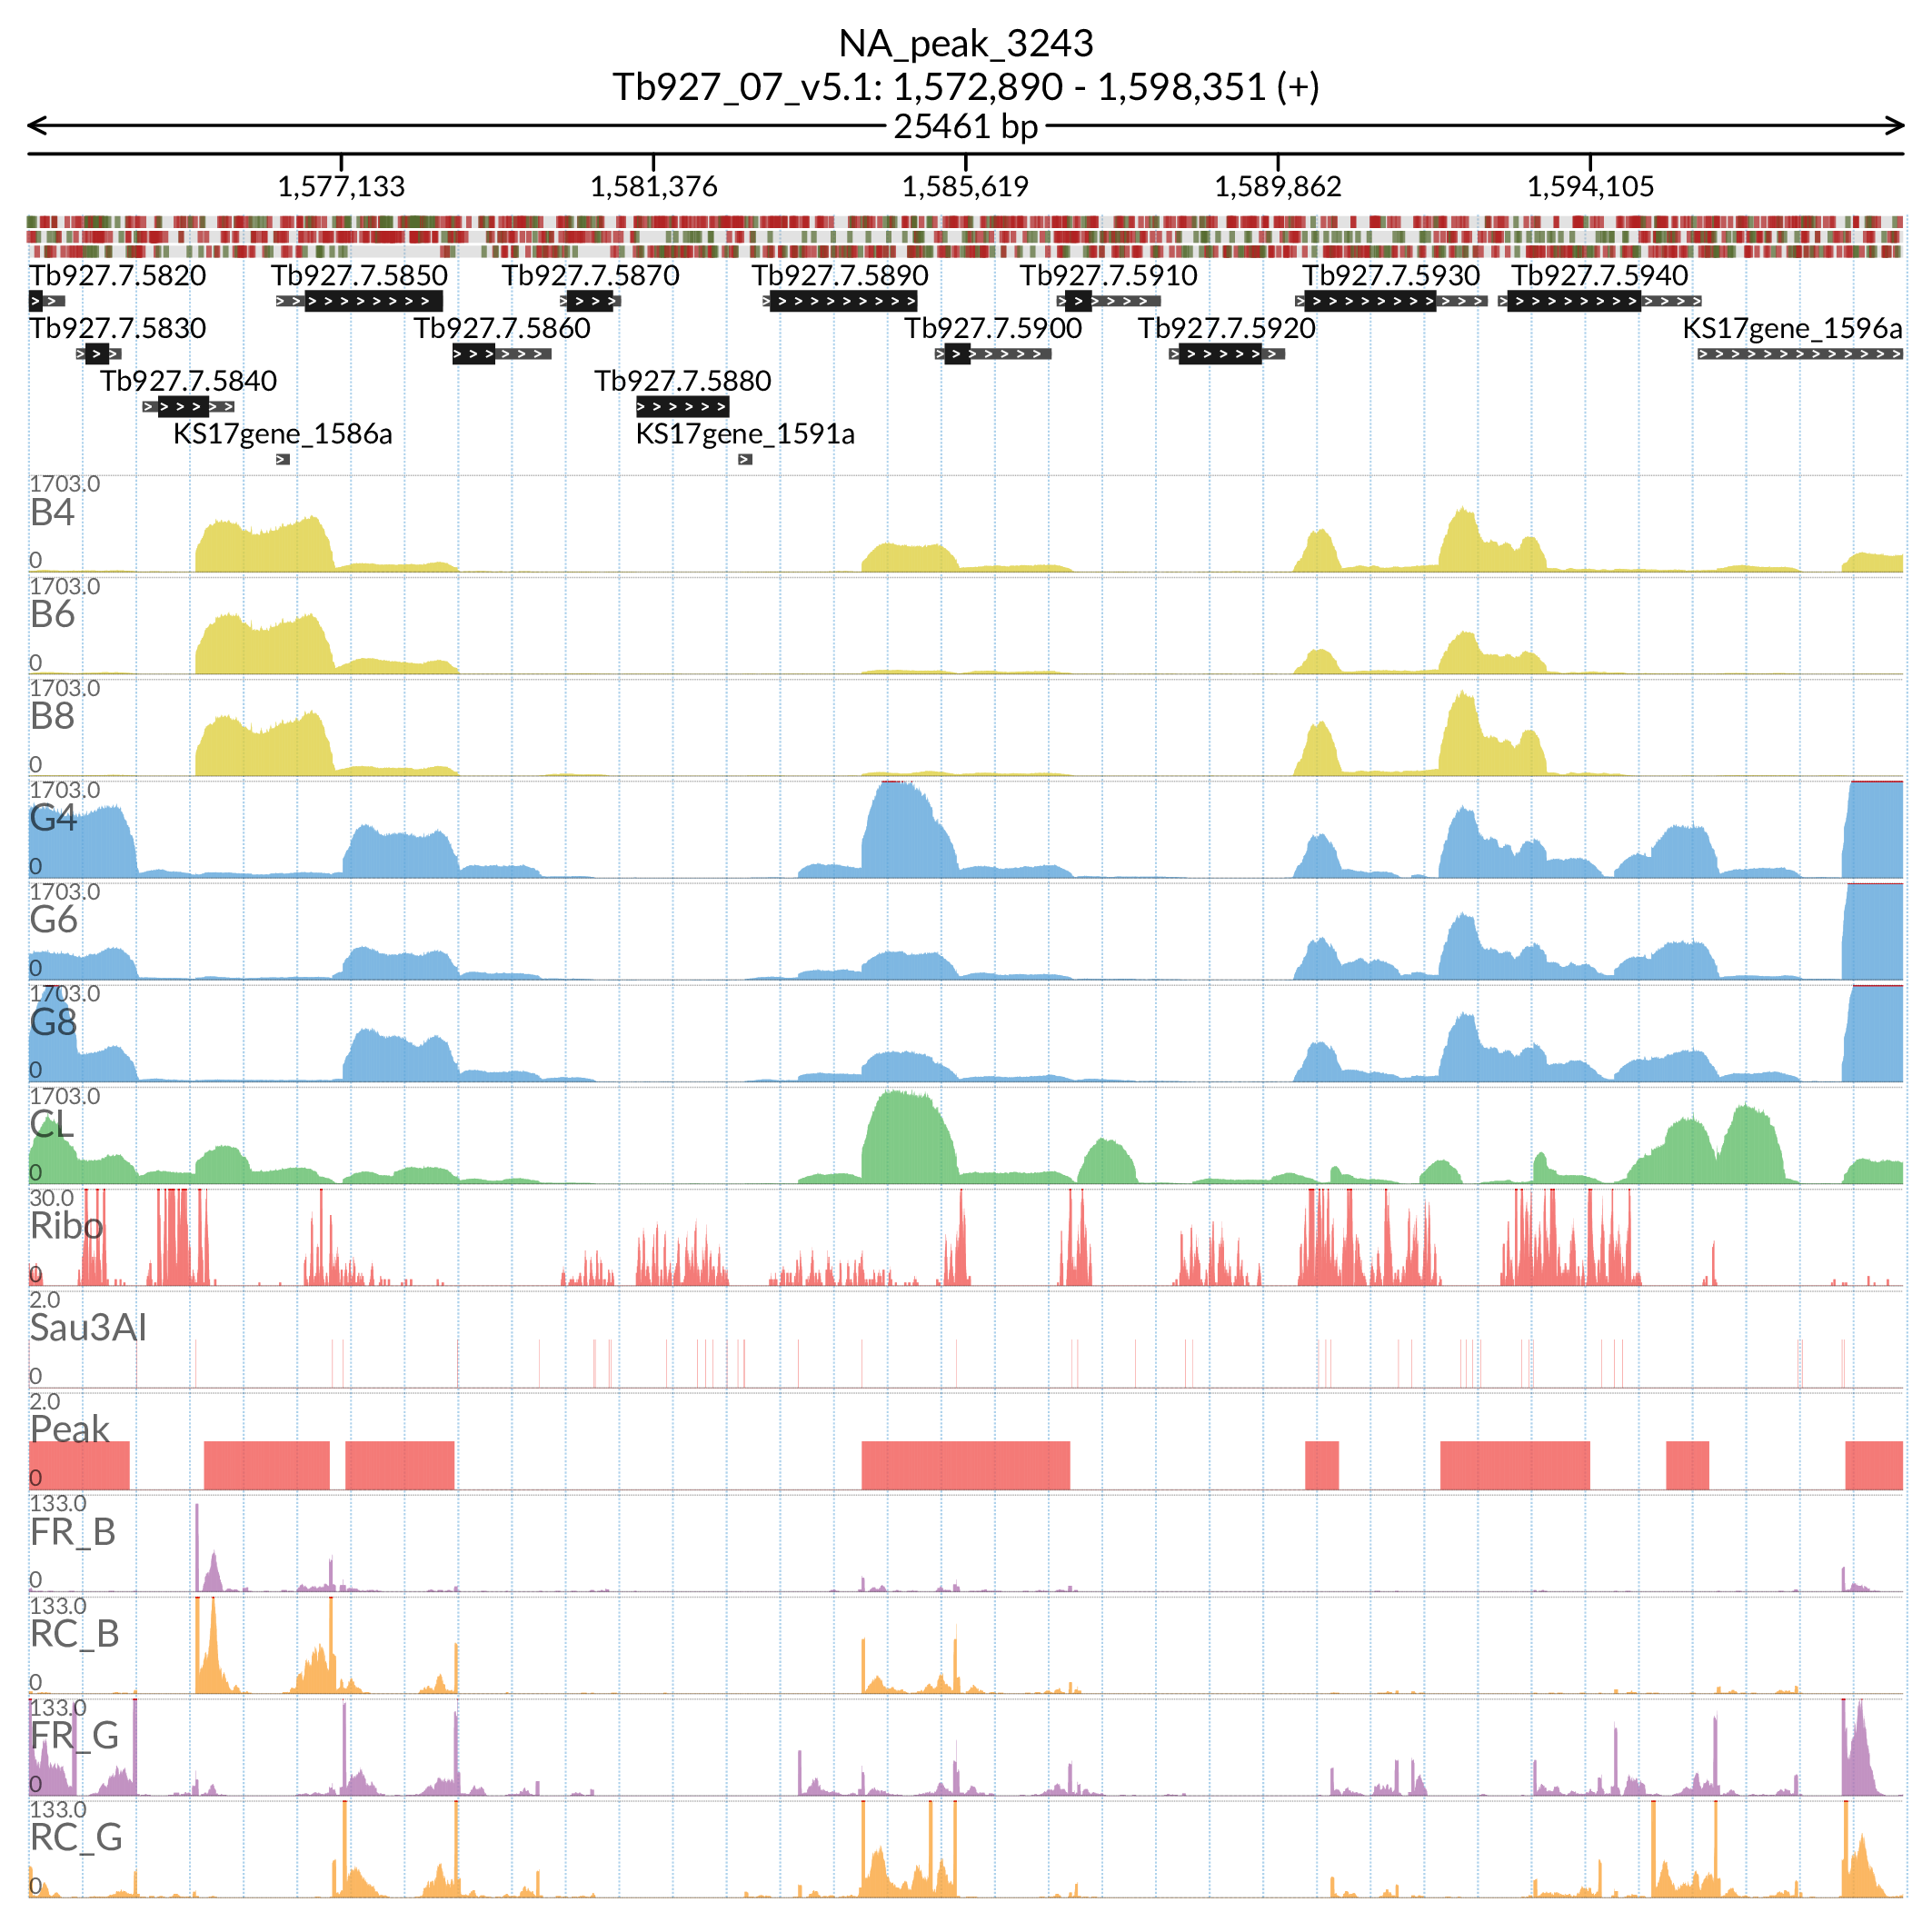 NA_peak_3243
Tb927_07_v5.1: 1,572,890 - 1,598,351 (+)
25461 bp
1,577,133 1,581,376 1,585,619 1,589,862 1,594,105
Tb927.7.5820 Tb927.7.5850 Tb927.7.5870 Tb927.7.5890 Tb927.7.5910 Tb927.7.5930 Tb927.7.5940
Tb927.7.5830 Tb927.7.5860 Tb927.7.5900 Tb927.7.5920 KS17gene_1596a
Tb927.7.5840 Tb927.7.5880
KS17gene_1586a KS17gene_1591a
1703.0
B4
0
1703.0
B6
0
1703.0
B8
0
1703.0
G4
0
1703.0
G6
0
1703.0
G8
0
1703.0
CL
0
30.0
Ribo
0
2.0
Sau3AI
0
2.0
Peak
0
133.0
FR_B
0
133.0
RC_B
0
133.0
FR_G
0
133.0
RC_G
0